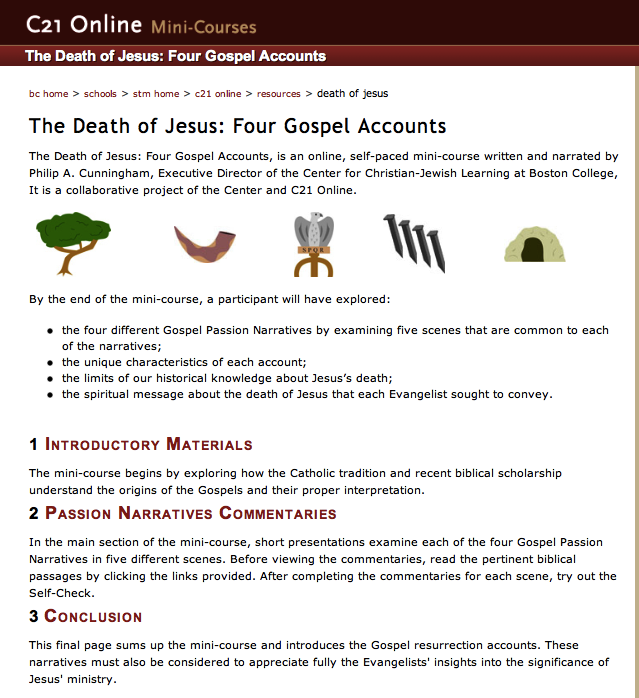 C21 Online Mini-Courses
The Death of Jesus: Four Gospel Accounts
bc home > schools > stm home > c21 online > resources > death of jesus
The Death of Jesus: Four Gospel Accounts
The Death of Jesus: Four Gospel Accounts, is an online, self-paced mini-course written and narrated by
Philip A. Cunningham, Executive Director of the Center for Christian-Jewish Learning at Boston College,
It is a collaborative project of the Center and C21 Online.
SPQR
By the end of the mini-course, a participant will have explored:
• the four different Gospel Passion Narratives by examining five scenes that are common to each
of the narratives;
• the unique characteristics of each account;
• the limits of our historical knowledge about Jesus’s death;
• the spiritual message about the death of Jesus that each Evangelist sought to convey.
1 Introductory Materials
The mini-course begins by exploring how the Catholic tradition and recent biblical scholarship
understand the origins of the Gospels and their proper interpretation.
2 Passion Narratives Commentaries
In the main section of the mini-course, short presentations examine each of the four Gospel Passion
Narratives in five different scenes. Before viewing the commentaries, read the pertinent biblical
passages by clicking the links provided. After completing the commentaries for each scene, try out the
Self-Check.
3 Conclusion
This final page sums up the mini-course and introduces the Gospel resurrection accounts. These
narratives must also be considered to appreciate fully the Evangelists' insights into the significance of
Jesus' ministry.